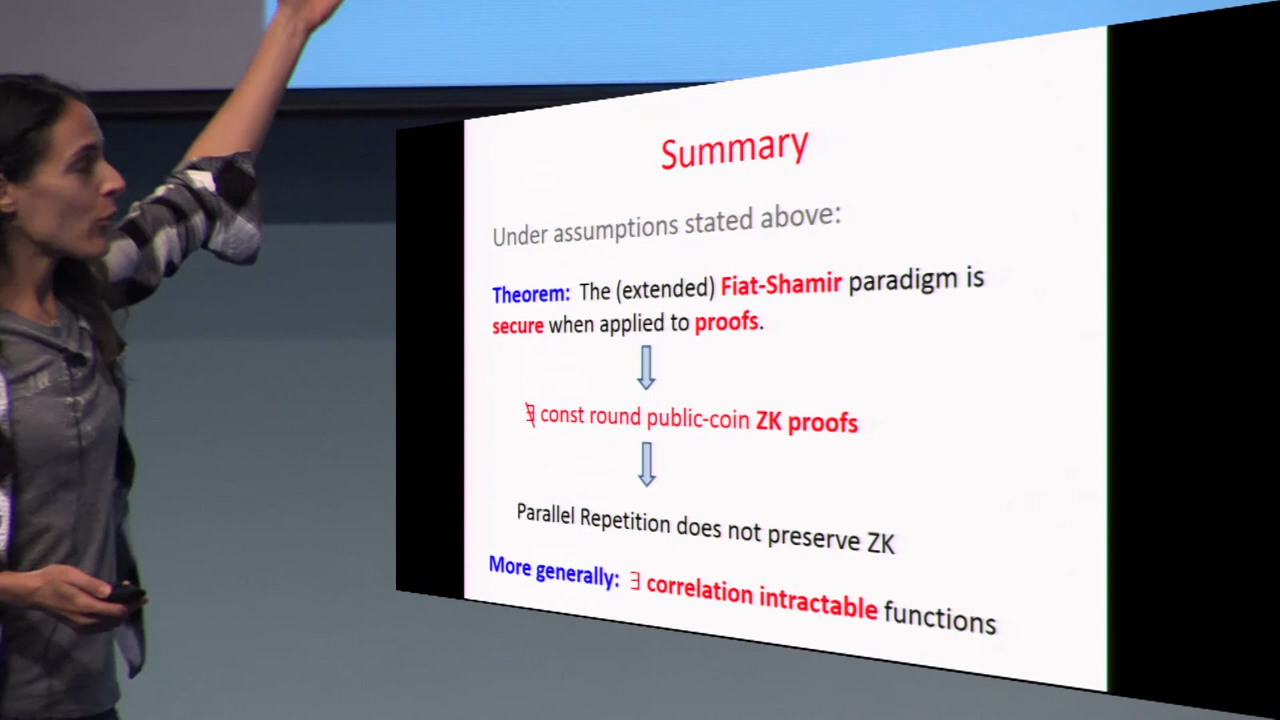 Summary
Under assumptions stated above:
Theorem: The (extended) Fiat-Shamir paradigm is
secure when applied to proofs.
∄ const round public-coin ZK proofs
Parallel Repetition does not preserve ZK
More generally: ∃ correlation intractable functions